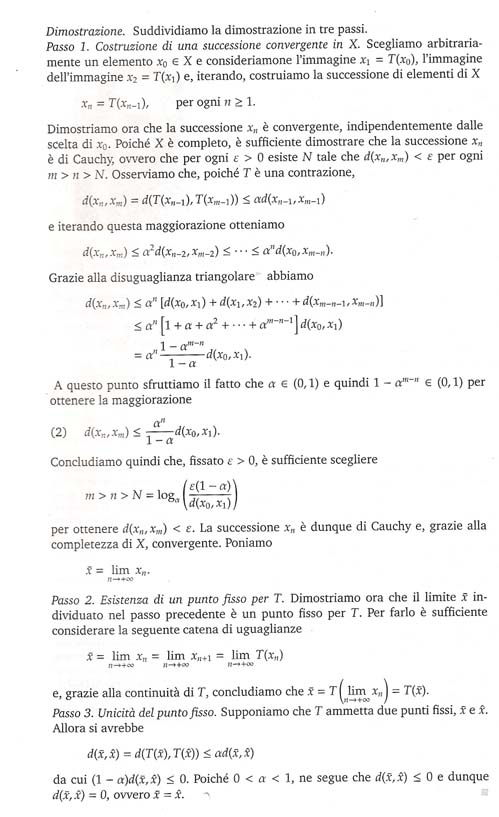 Dimostrazione. Suddividiamo la dimostrazione in tre passi.
Passo 1. Costruzione di una successione convergente in X. Scegliamo arbitraria-
mente un elemento x₀ ∈ X e consideriamone l'immagine x₁ = T(x₀), l'immagine
dell'immagine x₂ = T(x₁) e, iterando, costruiamo la successione di elementi di X
xₙ = T(xₙ₋₁), per ogni n ≥ 1.
Dimostriamo ora che la successione xₙ è convergente, indipendentemente dalle
scelta di x₀. Poiché X è completo, è sufficiente dimostrare che la successione xₙ
è di Cauchy, ovvero che per ogni ε > 0 esiste N tale che d(xₙ, xₘ) < ε per ogni
m > n > N. Osserviamo che, poiché T è una contrazione,
d(xₙ, xₘ) = d(T(xₙ₋₁), T(xₘ₋₁)) ≤ αd(xₙ₋₁, xₘ₋₁)
e iterando questa maggiorazione otteniamo
d(xₙ, xₘ) ≤ α²d(xₙ₋₂, xₘ₋₂) ≤ ··· ≤ αⁿd(x₀, xₘ₋ₙ).
Grazie alla disuguaglianza triangolare abbiamo
d(xₙ, xₘ) ≤ αⁿ [d(x₀, x₁) + d(x₁, x₂) + ··· + d(xₘ₋ₙ₋₁, xₘ₋ₙ)]
≤ αⁿ [1 + α + α² + ··· + αᵐ⁻ⁿ⁻¹] d(x₀, x₁)
= αⁿ (1 − αᵐ⁻ⁿ)/(1 − α) d(x₀, x₁).
A questo punto sfruttiamo il fatto che α ∈ (0, 1) e quindi 1 − αᵐ⁻ⁿ ∈ (0, 1) per
ottenere la maggiorazione
(2) d(xₙ, xₘ) ≤ αⁿ/(1 − α) d(x₀, x₁).
Concludiamo quindi che, fissato ε > 0, è sufficiente scegliere
m > n > N = log_α (ε(1 − α)/d(x₀, x₁))
per ottenere d(xₙ, xₘ) < ε. La successione xₙ è dunque di Cauchy e, grazie alla
completezza di X, convergente. Poniamo
x̄ = lim_{n→+∞} xₙ.
Passo 2. Esistenza di un punto fisso per T. Dimostriamo ora che il limite x̄ in-
dividuato nel passo precedente è un punto fisso per T. Per farlo è sufficiente
considerare la seguente catena di uguaglianze
x̄ = lim_{n→+∞} xₙ = lim_{n→+∞} xₙ₊₁ = lim_{n→+∞} T(xₙ)
e, grazie alla continuità di T, concludiamo che x̄ = T(lim_{n→+∞} xₙ) = T(x̄).
Passo 3. Unicità del punto fisso. Supponiamo che T ammetta due punti fissi, x̄ e x̂.
Allora si avrebbe
d(x̄, x̂) = d(T(x̄), T(x̂)) ≤ αd(x̄, x̂)
da cui (1 − α)d(x̄, x̂) ≤ 0. Poiché 0 < α < 1, ne segue che d(x̄, x̂) ≤ 0 e dunque
d(x̄, x̂) = 0, ovvero x̄ = x̂.